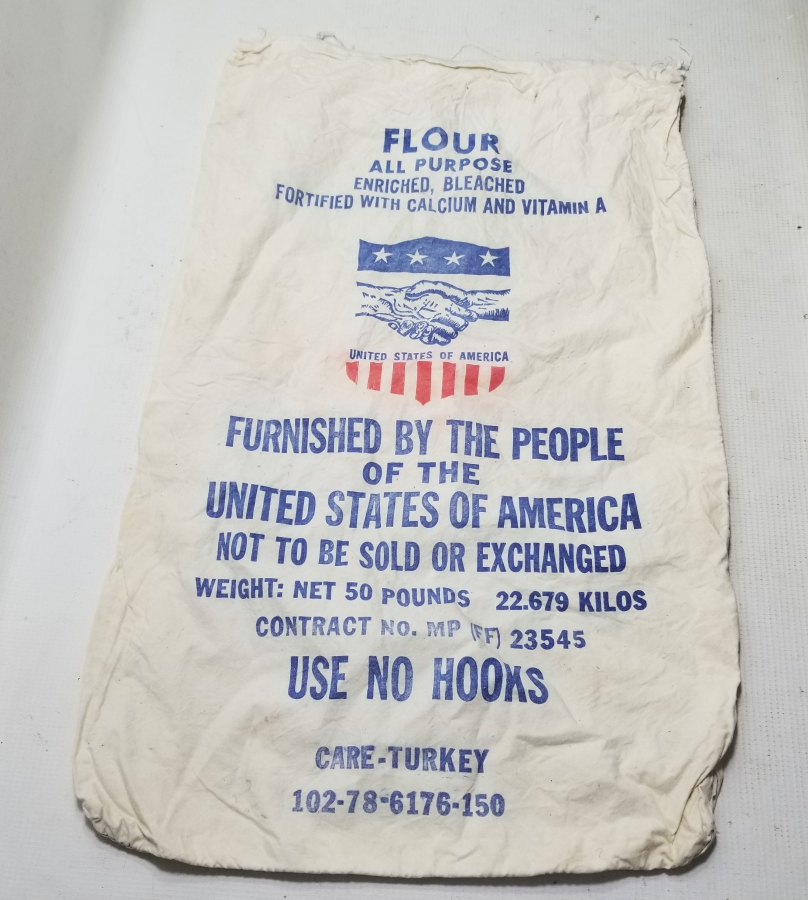 FLOUR
ALL PURPOSE
ENRICHED, BLEACHED
FORTIFIED WITH CALCIUM AND VITAMIN A
UNITED STATES OF AMERICA
FURNISHED BY THE PEOPLE
OF THE
UNITED STATES OF AMERICA
NOT TO BE SOLD OR EXCHANGED
WEIGHT: NET 50 POUNDS 22.679 KILOS
CONTRACT NO. MP (FF) 23545
USE NO HOOKS
CARE-TURKEY
102-78-6176-150